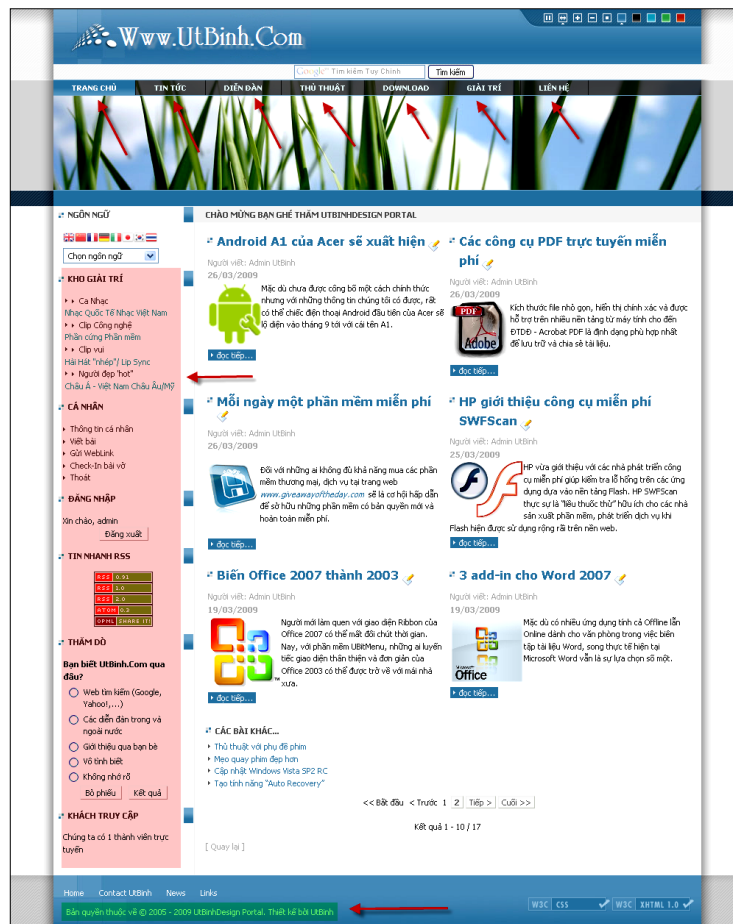 Www.UtBinh.Com
Google Tìm kiếm Tùy Chỉnh Tìm kiếm
TRANG CHỦ TIN TỨC DIỄN ĐÀN THỦ THUẬT DOWNLOAD GIẢI TRÍ LIÊN HỆ
NGÔN NGỮ
Chọn ngôn ngữ
KHO GIẢI TRÍ
Ca Nhạc
Nhạc Quốc Tế Nhạc Việt Nam
Clip Công nghệ
Phần cứng Phần mềm
Clip vui
Hài Hát "nhép"/ Lip Sync
Người đẹp 'hot"
Châu Á - Việt Nam Châu Âu/Mỹ
CÁ NHÂN
Thông tin cá nhân
Viết bài
Gửi WebLink
Check-In bài vở
Thoát
ĐĂNG NHẬP
Xin chào, admin
Đăng xuất
TIN NHANH RSS
RSS 0.91
RSS 1.0
RSS 2.0
ATOM 0.3
OPML SHARE IT!
THĂM DÒ
Bạn biết UtBinh.Com qua
đâu?
Web tìm kiếm (Google,
Yahoo!,...)
Các diễn đàn trong và
ngoài nước
Giới thiệu qua bạn bè
Vô tình biết
Không nhớ rõ
Bỏ phiếu Kết quả
KHÁCH TRUY CẬP
Chúng ta có 1 thành viên trực
tuyến
CHÀO MỪNG BẠN GHÉ THĂM UTBINHDESIGN PORTAL
Android A1 của Acer sẽ xuất hiện
Người viết: Admin UtBinh
26/03/2009
Mặc dù chưa được công bố một cách chính thức
nhưng với những thông tin chúng tôi có được, rất
có thể chiếc điện thoại Android đầu tiên của Acer sẽ
lộ diện vào tháng 9 tới với cái tên A1.
đọc tiếp...
Các công cụ PDF trực tuyến miễn
phí
Người viết: Admin UtBinh
26/03/2009
PDF
Adobe
Kích thước file nhỏ gọn, hiển thị chính xác và được
hỗ trợ trên nhiều nền tảng từ máy tính cho đến
ĐTDĐ - Acrobat PDF là định dạng phù hợp nhất
để lưu trữ và chia sẻ tài liệu.
đọc tiếp...
Mỗi ngày một phần mềm miễn phí
Người viết: Admin UtBinh
26/03/2009
Đối với những ai không đủ khả năng mua các phần
mềm thương mại, dịch vụ tại trang web
www.giveawayoftheday.com sẽ là cơ hội hấp dẫn
để sở hữu những phần mềm có bản quyền mới và
hoàn toàn miễn phí.
đọc tiếp...
HP giới thiệu công cụ miễn phí
SWFScan
Người viết: Admin UtBinh
25/03/2009
HP vừa giới thiệu với các nhà phát triển công
cụ miễn phí giúp kiểm tra lỗ hổng trên các ứng
dụng dựa vào nền tảng Flash. HP SWFScan
thực sự là "liều thuốc thử" hữu ích cho các nhà
sản xuất phần mềm, phát triển dịch vụ khi
Flash hiện được sử dụng rộng rãi trên nền web.
đọc tiếp...
Biến Office 2007 thành 2003
Người viết: Admin UtBinh
19/03/2009
Người mới làm quen với giao diện Ribbon của
Office 2007 có thể mất đôi chút thời gian.
Nay, với phần mềm UBitMenu, những ai luyến
tiếc giao diện thân thiện và đơn giản của
Office 2003 có thể được trở về với mái nhà
xưa.
đọc tiếp...
3 add-in cho Word 2007
Người viết: Admin UtBinh
19/03/2009
Office
Mặc dù có nhiều ứng dụng tính cả Offline lẫn
Online dành cho văn phòng trong việc biên
tập tài liệu Word, song thực tế hiện tại
Microsoft Word vẫn là sự lựa chọn số một.
đọc tiếp...
CÁC BÀI KHÁC...
Thủ thuật với phụ đề phim
Mẹo quay phim đẹp hơn
Cập nhật Windows Vista SP2 RC
Tạo tính năng "Auto Recovery"
<< Bắt đầu < Trước 1 2 Tiếp > Cuối >>
Kết quả 1 - 10 / 17
[ Quay lại ]
Home Contact UtBinh News Links
Bản quyền thuộc về © 2005 - 2009 UtBinhDesign Portal. Thiết kế bởi UtBinh
W3C CSS W3C XHTML 1.0